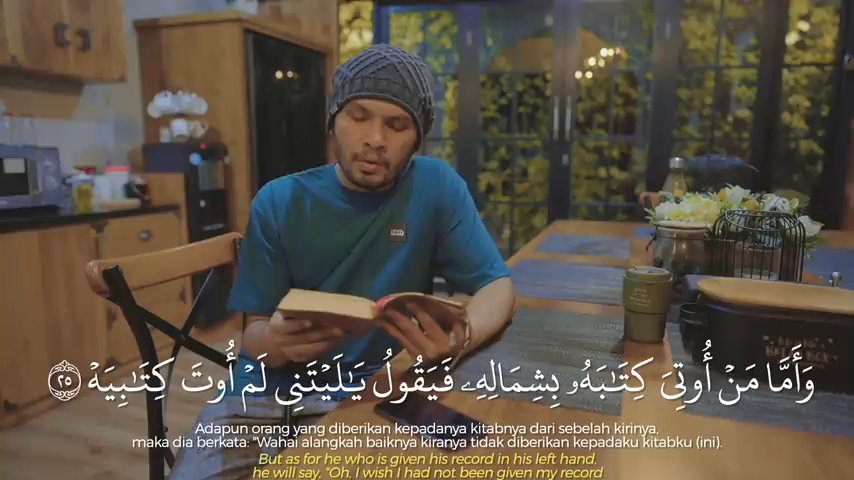 وَأَمَّا مَنْ أُوتِيَ كِتَـٰبَهُۥ بِشِمَالِهِۦ فَيَقُولُ يَـٰلَيْتَنِى لَمْ أُوتَ كِتَـٰبِيَهْ ٢٥
Adapun orang yang diberikan kepadanya kitabnya dari sebelah kirinya,
maka dia berkata: "Wahai alangkah baiknya kiranya tidak diberikan kepadaku kitabku (ini).
But as for he who is given his record in his left hand,
he will say, "Oh, I wish I had not been given my record